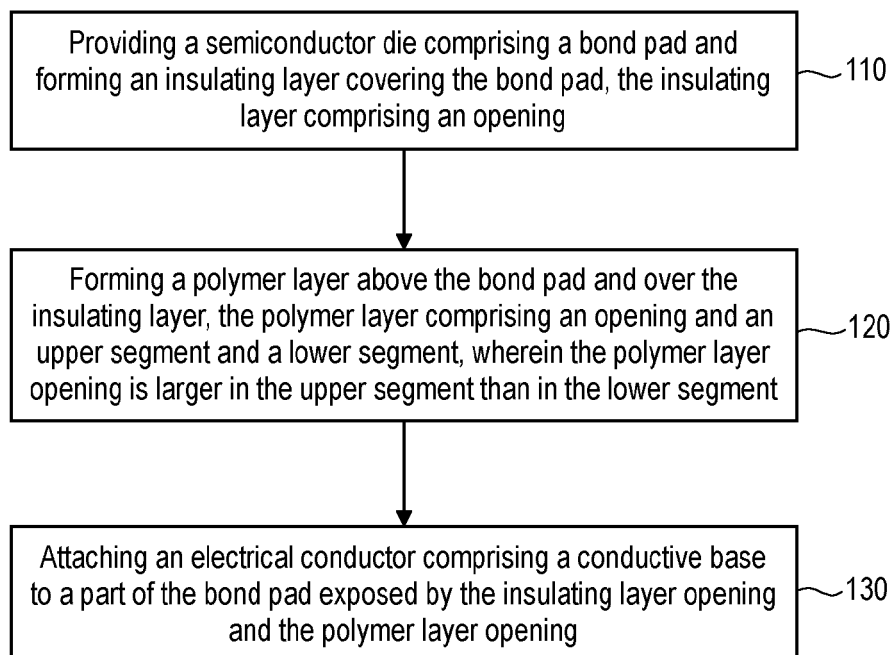 Providing a semiconductor die comprising a bond pad and
forming an insulating layer covering the bond pad, the insulating
layer comprising an opening
110
Forming a polymer layer above the bond pad and over the
insulating layer, the polymer layer comprising an opening and an
upper segment and a lower segment, wherein the polymer layer
opening is larger in the upper segment than in the lower segment
120
Attaching an electrical conductor comprising a conductive base
to a part of the bond pad exposed by the insulating layer opening
and the polymer layer opening
130